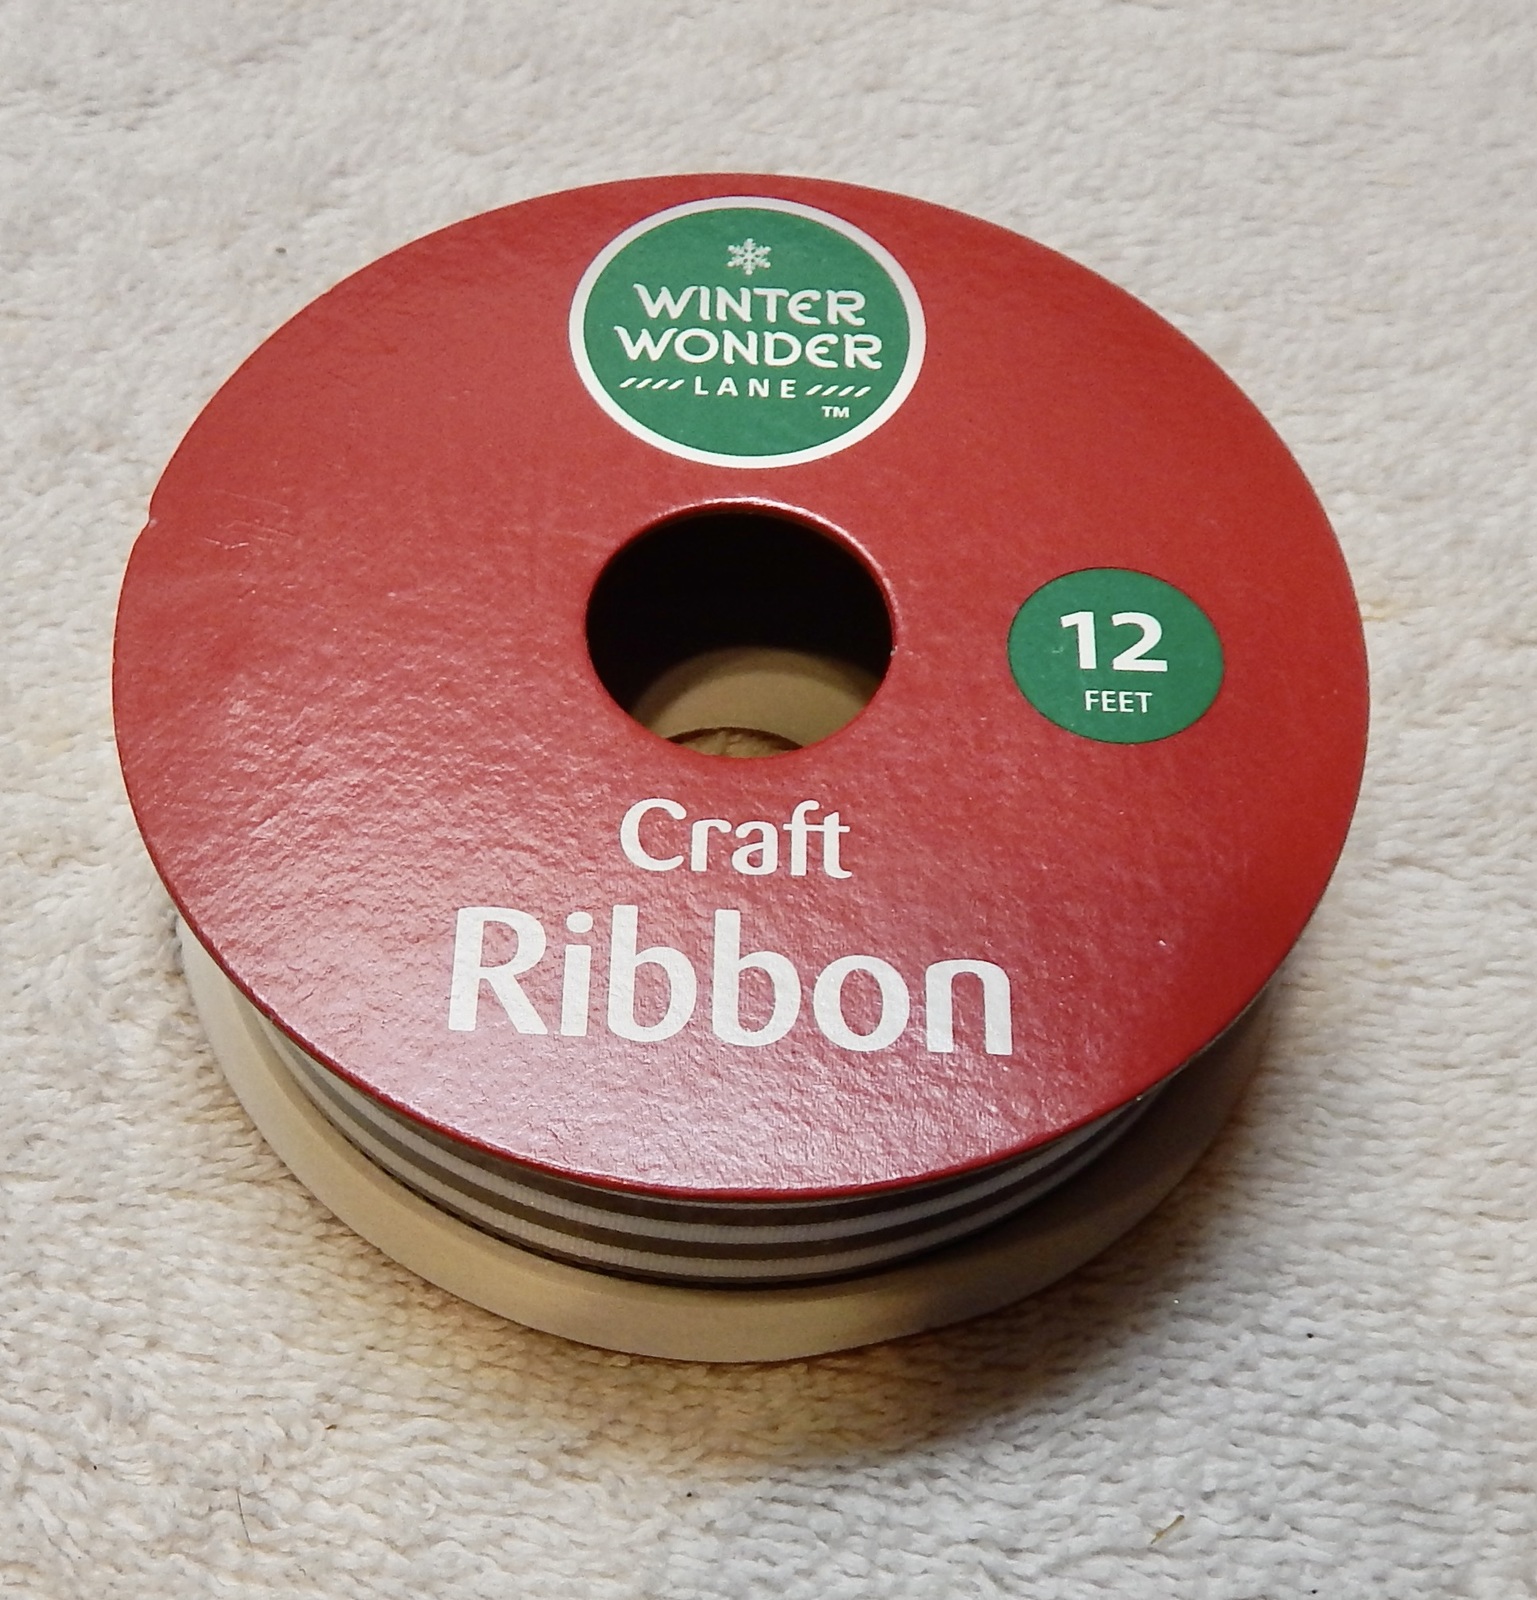 WINTER
WONDER
LANE
TM
12
FEET
Craft
Ribbon